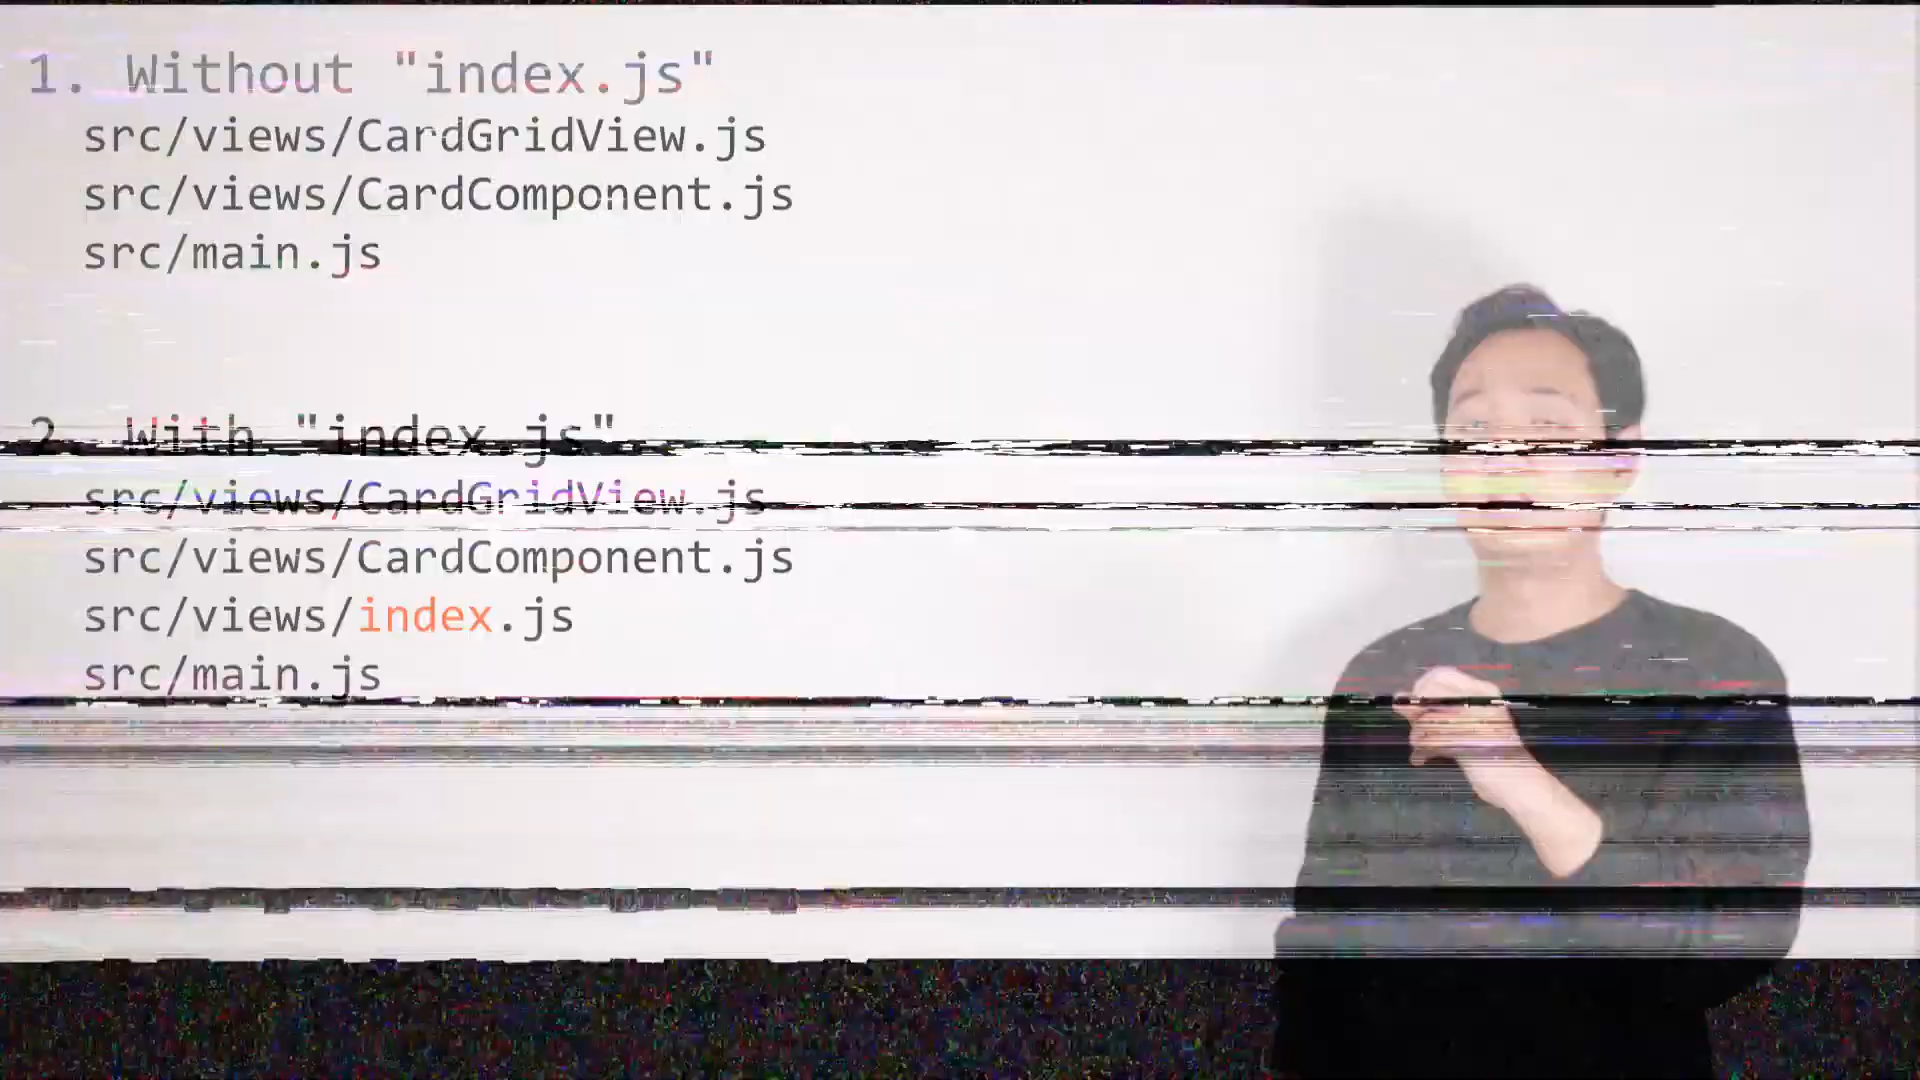 1. Without "index.js"
src/views/CardGridView.js
src/views/CardComponent.js
src/main.js
2. With "index.js"
src/views/CardGridView.js
src/views/CardComponent.js
src/views/index.js
src/main.js